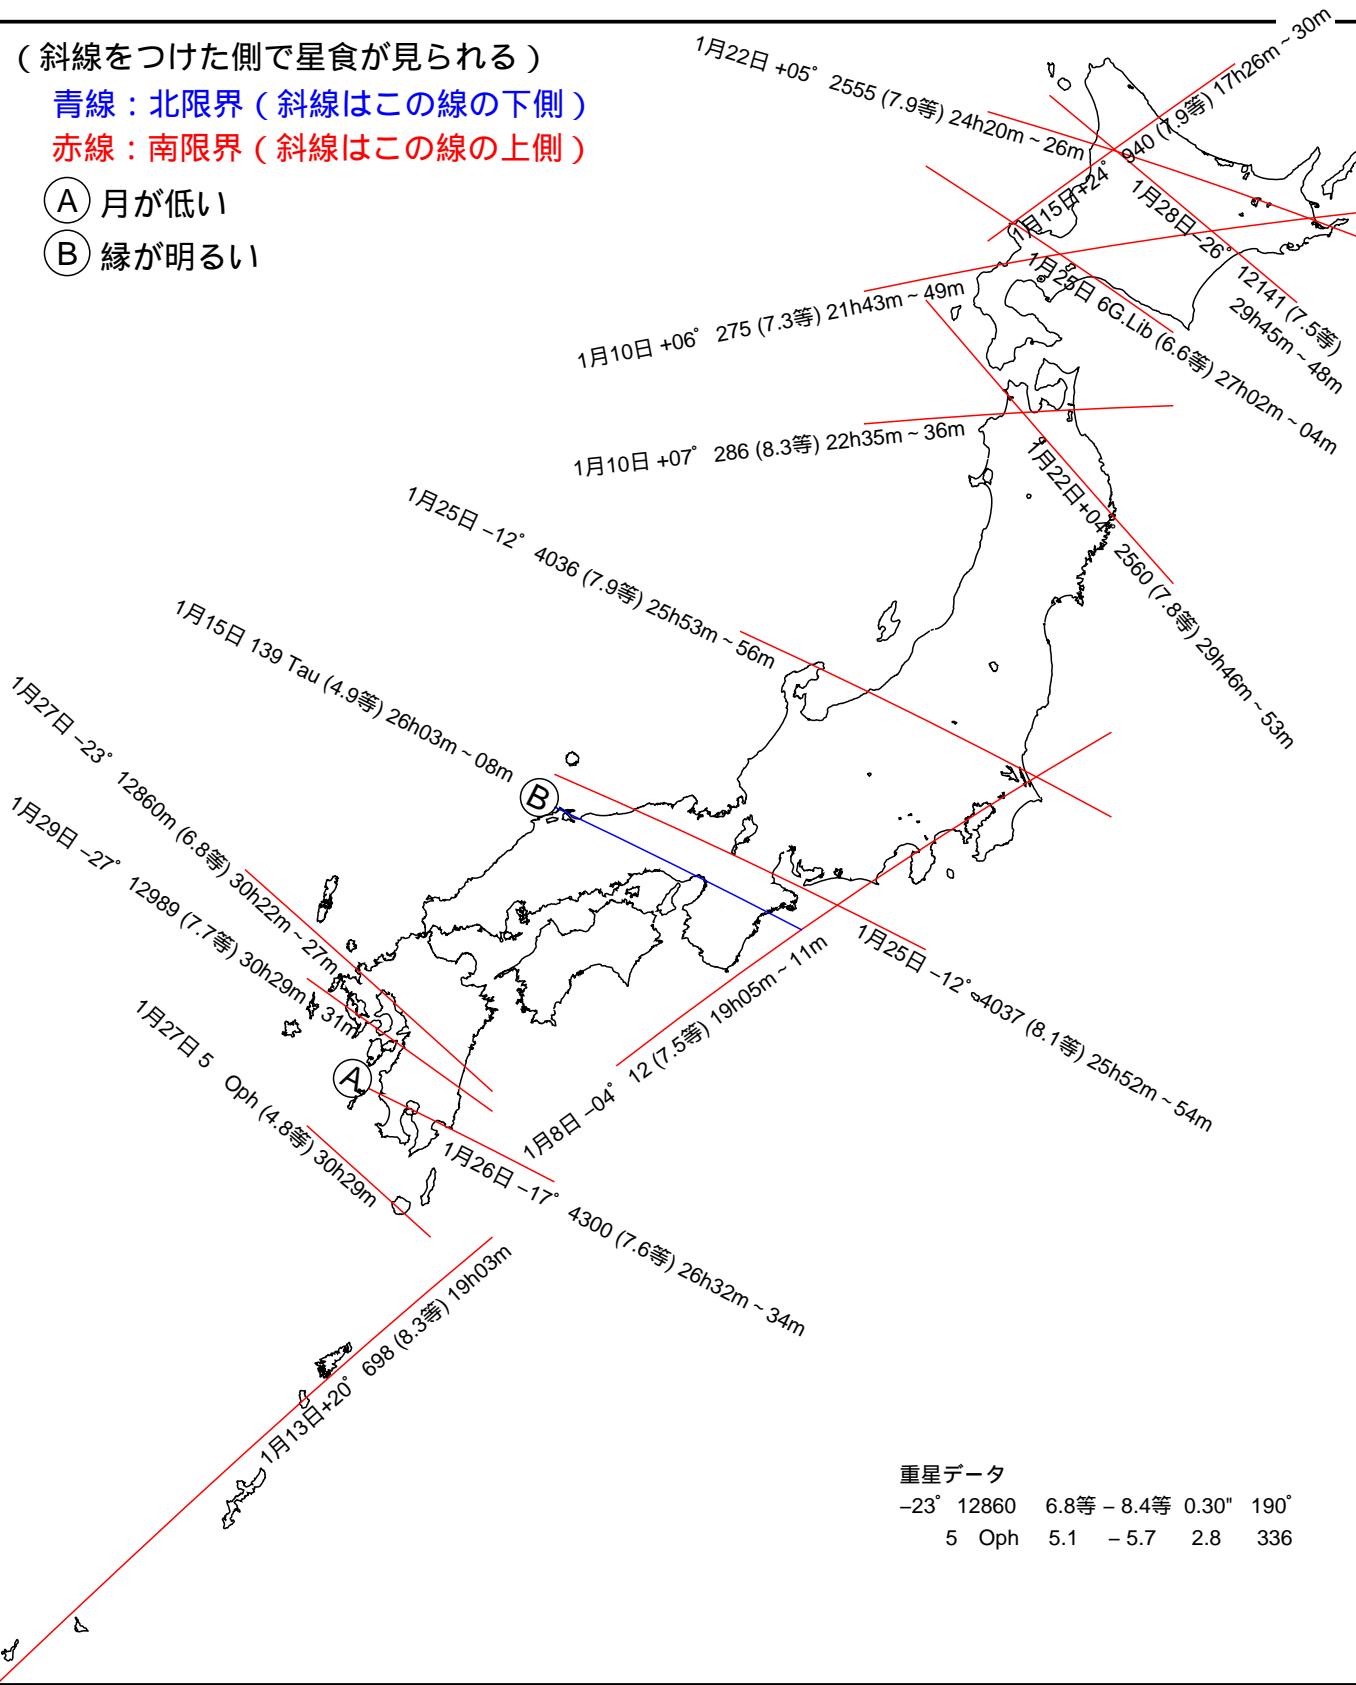 （斜線をつけた側で星食が見られる）
青線：北限界（斜線はこの線の下側）
赤線：南限界（斜線はこの線の上側）
A 月が低い
B 縁が明るい
1月22日 +05° 2555 (7.9等) 24h20m ~ 26m
1月15日+24° 940 (7.9等) 17h26m ~ 30m
1月28日−26° 12141 (7.5等)
29h45m ~ 48m
1月25日 6G.Lib (6.6等) 27h02m ~ 04m
1月10日 +06° 275 (7.3等) 21h43m ~ 49m
1月10日 +07° 286 (8.3等) 22h35m ~ 36m
1月22日+04° 2560 (7.8等) 29h46m ~ 53m
1月25日 −12° 4036 (7.9等) 25h53m ~ 56m
1月15日 139 Tau (4.9等) 26h03m ~ 08m
B
1月27日 −23° 12860m (6.8等) 30h22m ~ 27m
1月29日 −27° 12989 (7.7等) 30h29m ~ 31m
1月25日 −12° 4037 (8.1等) 25h52m ~ 54m
1月8日 −04° 12 (7.5等) 19h05m ~ 11m
A
1月27日 5 Oph (4.8等) 30h29m
1月26日 −17° 4300 (7.6等) 26h32m ~ 34m
1月13日+20° 698 (8.3等) 19h03m
重星データ
−23° 12860 6.8等 − 8.4等 0.30" 190°
5 Oph 5.1 − 5.7 2.8 336